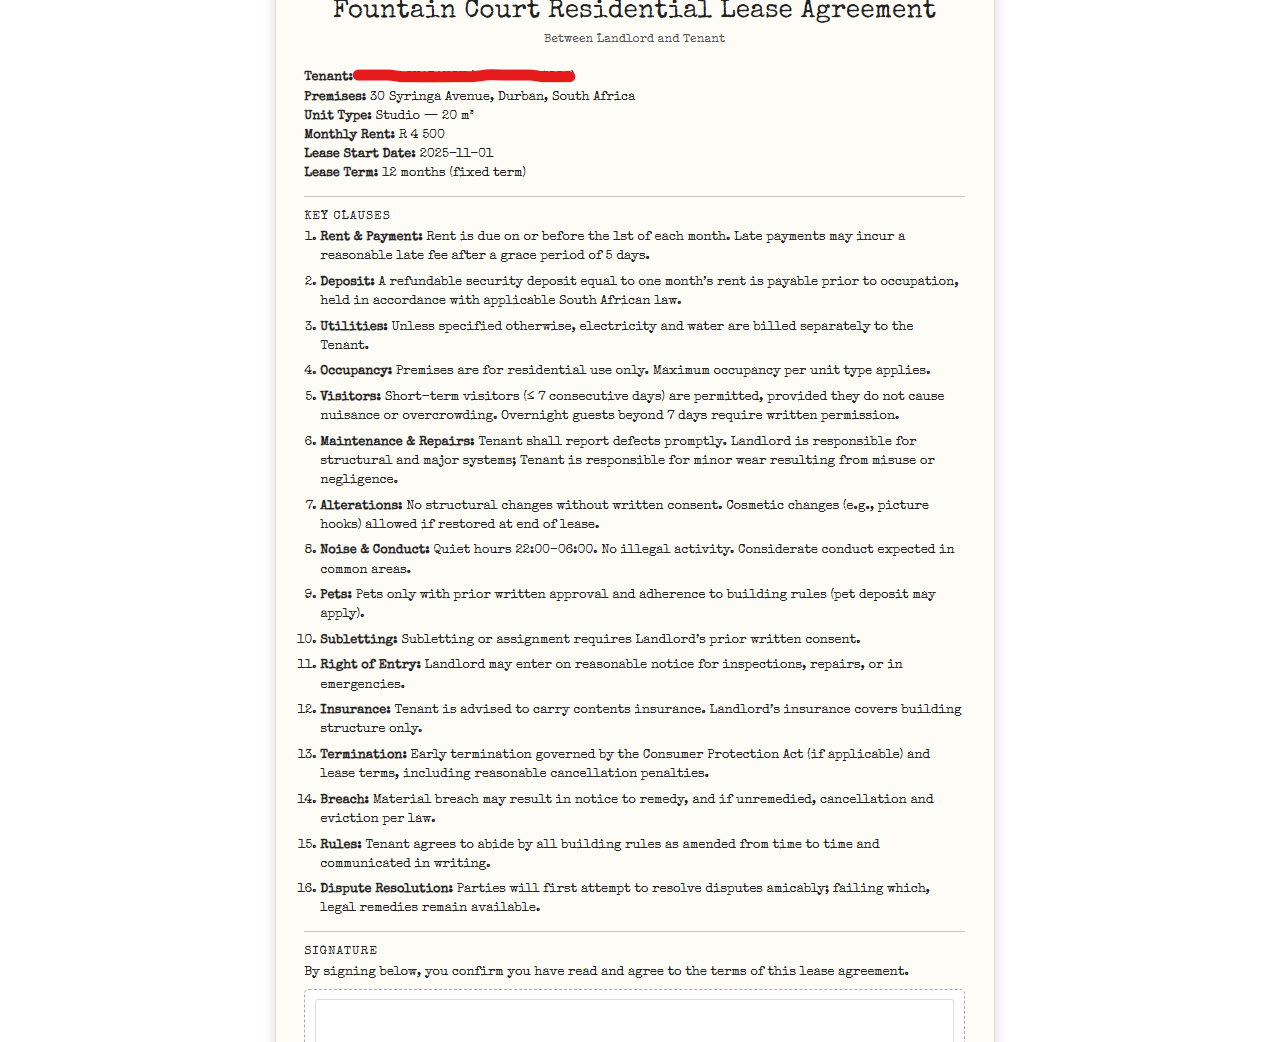 Fountain Court Residential Lease Agreement
Between Landlord and Tenant
Tenant:
Premises: 30 Syringa Avenue, Durban, South Africa
Unit Type: Studio — 20 m²
Monthly Rent: R 4 500
Lease Start Date: 2025-11-01
Lease Term: 12 months (fixed term)
KEY CLAUSES
1. Rent & Payment: Rent is due on or before the 1st of each month. Late payments may incur a
reasonable late fee after a grace period of 5 days.
2. Deposit: A refundable security deposit equal to one month's rent is payable prior to occupation,
held in accordance with applicable South African law.
3. Utilities: Unless specified otherwise, electricity and water are billed separately to the
Tenant.
4. Occupancy: Premises are for residential use only. Maximum occupancy per unit type applies.
5. Visitors: Short-term visitors (≤ 7 consecutive days) are permitted, provided they do not cause
nuisance or overcrowding. Overnight guests beyond 7 days require written permission.
6. Maintenance & Repairs: Tenant shall report defects promptly. Landlord is responsible for
structural and major systems; Tenant is responsible for minor wear resulting from misuse or
negligence.
7. Alterations: No structural changes without written consent. Cosmetic changes (e.g., picture
hooks) allowed if restored at end of lease.
8. Noise & Conduct: Quiet hours 22:00–06:00. No illegal activity. Considerate conduct expected in
common areas.
9. Pets: Pets only with prior written approval and adherence to building rules (pet deposit may
apply).
10. Subletting: Subletting or assignment requires Landlord's prior written consent.
11. Right of Entry: Landlord may enter on reasonable notice for inspections, repairs, or in
emergencies.
12. Insurance: Tenant is advised to carry contents insurance. Landlord's insurance covers building
structure only.
13. Termination: Early termination governed by the Consumer Protection Act (if applicable) and
lease terms, including reasonable cancellation penalties.
14. Breach: Material breach may result in notice to remedy, and if unremedied, cancellation and
eviction per law.
15. Rules: Tenant agrees to abide by all building rules as amended from time to time and
communicated in writing.
16. Dispute Resolution: Parties will first attempt to resolve disputes amicably; failing which,
legal remedies remain available.
SIGNATURE
By signing below, you confirm you have read and agree to the terms of this lease agreement.